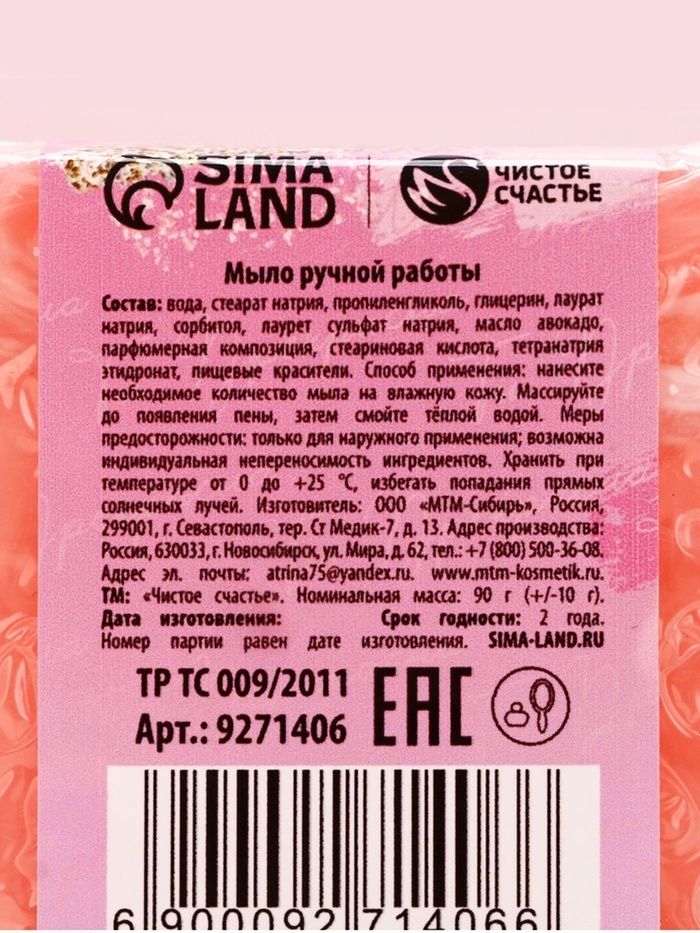 SIMA
LAND
ЧИСТОЕ
СЧАСТЬЕ
Мыло ручной работы
Состав: вода, стеарат натрия, пропиленгликоль, глицерин, лаурат
натрия, сорбитол, лаурет сульфат натрия, масло авокадо,
парфюмерная композиция, стеариновая кислота, тетранатрия
этидронат, пищевые красители. Способ применения: нанесите
необходимое количество мыла на влажную кожу. Массируйте
до появления пены, затем смойте тёплой водой. Меры
предосторожности: только для наружного применения; возможна
индивидуальная непереносимость ингредиентов. Хранить при
температуре от 0 до +25 °C, избегать попадания прямых
солнечных лучей. Изготовитель: ООО «МТМ-Сибирь», Россия,
299001, г. Севастополь, тер. Ст Медик-7, д. 13. Адрес производства:
Россия, 630033, г. Новосибирск, ул. Мира, д. 62, тел.: +7 (800) 500-36-08.
Адрес эл. почты: atrina75@yandex.ru. www.mtm-kosmetik.ru.
ТМ: «Чистое счастье». Номинальная масса: 90 г (+/-10 г).
Дата изготовления: Срок годности: 2 года.
Номер партии равен дате изготовления. SIMA-LAND.RU
ТР ТС 009/2011
Арт.: 9271406
EAC
6 900092 714066